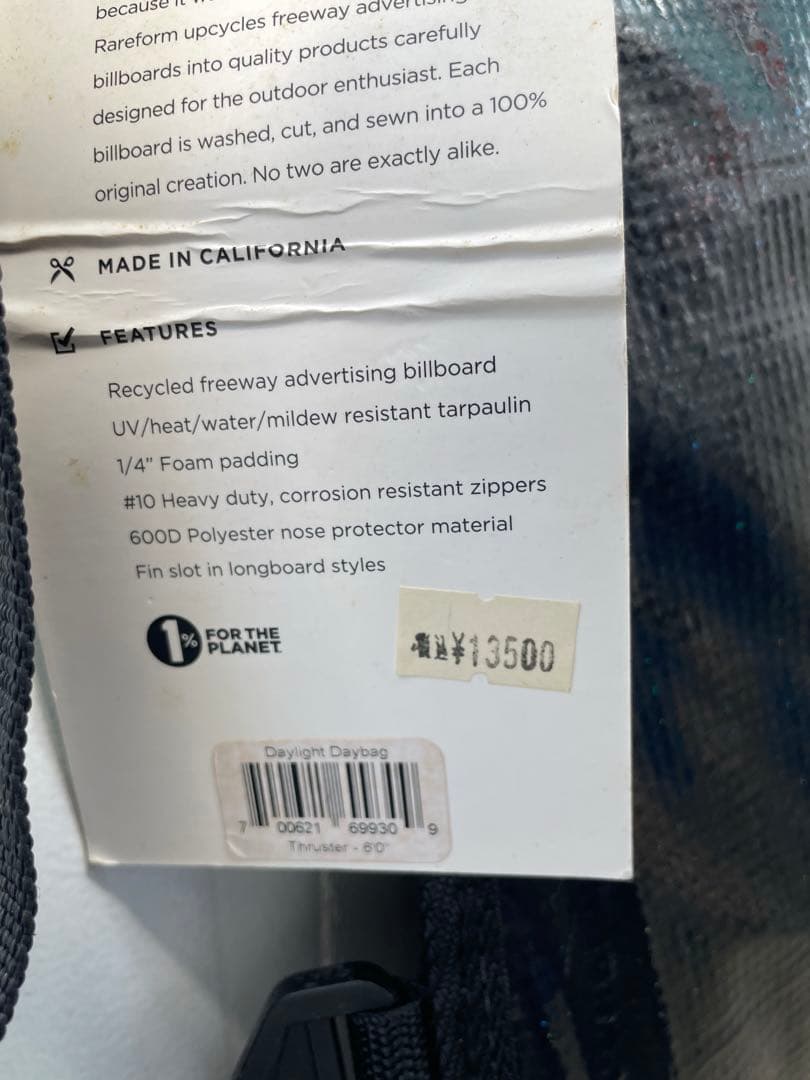 because it
Rareform upcycles freeway advertising
billboards into quality products carefully
designed for the outdoor enthusiast. Each
billboard is washed, cut, and sewn into a 100%
original creation. No two are exactly alike.
MADE IN CALIFORNIA
FEATURES
Recycled freeway advertising billboard
UV/heat/water/mildew resistant tarpaulin
1/4" Foam padding
#10 Heavy duty, corrosion resistant zippers
600D Polyester nose protector material
Fin slot in longboard styles
1% FOR THE
PLANET
¥13500
Daylight Daybag
7 00621 69930 9
Thruster - 6'0"